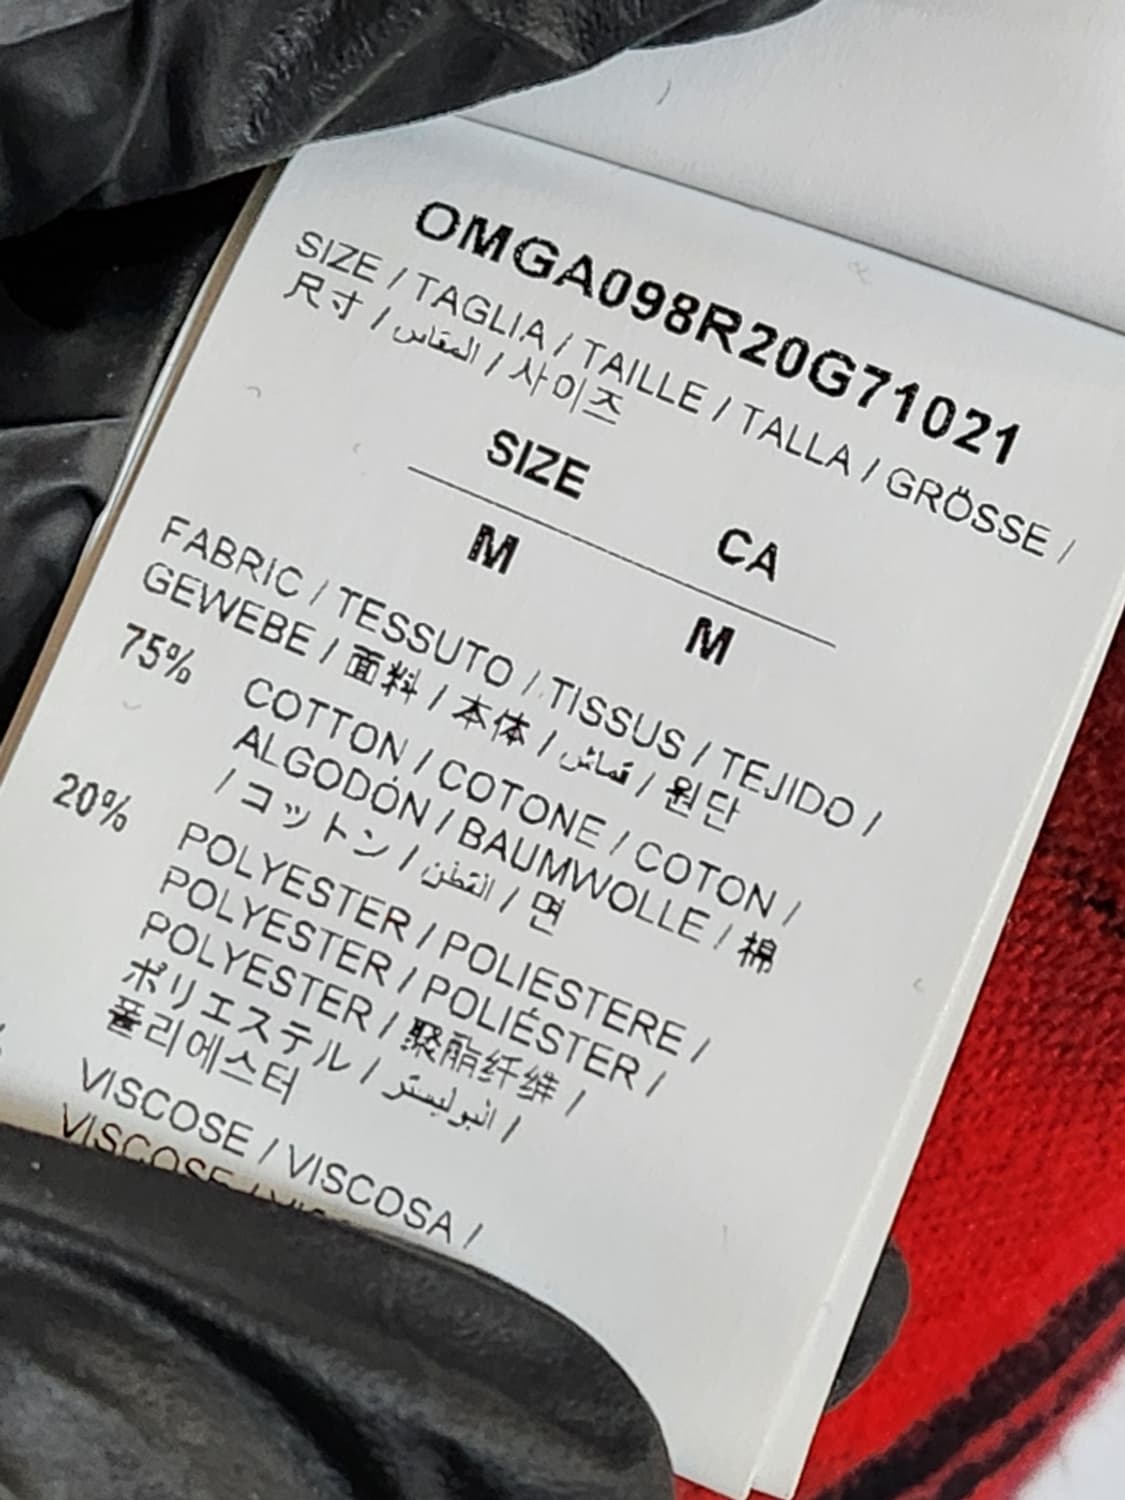 OMGA098R20G71021
SIZE / TAGLIA / TAILLE / TALLA / GRÖSSE /
尺寸 / المقاس / 사이즈
SIZE CA
M M
FABRIC / TESSUTO / TISSUS / TEJIDO /
GEWEBE / 面料 / 本体 / قماش / 원단
75% COTTON / COTONE / COTON /
ALGODÓN / BAUMWOLLE / 棉
/ コットン / القطن / 면
20% POLYESTER / POLIESTERE /
POLYESTER / POLIÉSTER /
POLYESTER / 聚酯纤维 /
ポリエステル / البوليستر /
폴리에스터
VISCOSE / VISCOSA /
VISCOSE /